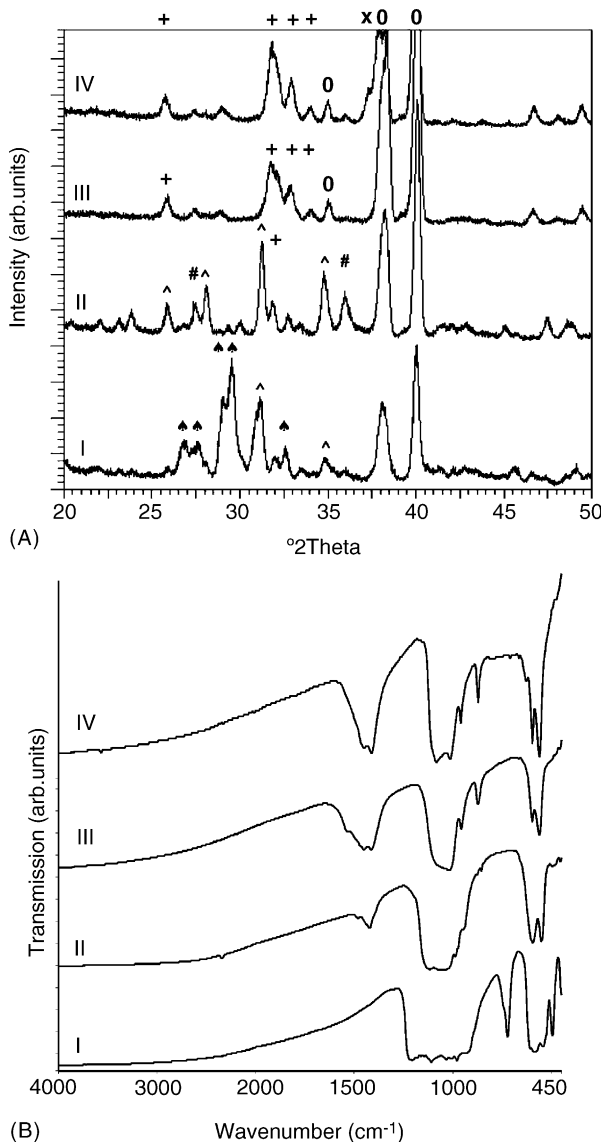 + + + + x 0 0
IV
0
+ + +
+ 0
III
^ ^
# ^ + #
^
II
♠ ♠
^
♠ ♠ ♠ ^
I
Intensity (arb.units)
20 25 30 35 40 45 50
(A)
°2Theta
IV
III
II
I
Transmission (arb.units)
4000 3000 2000 1500 1000 450
(B)
Wavenumber (cm-1)